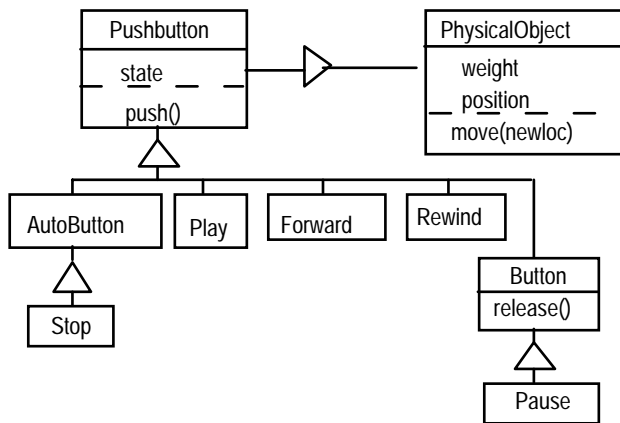 Pushbutton
state
push()
PhysicalObject
weight
position
move(newloc)
AutoButton
Play
Forward
Rewind
Stop
Button
release()
Pause